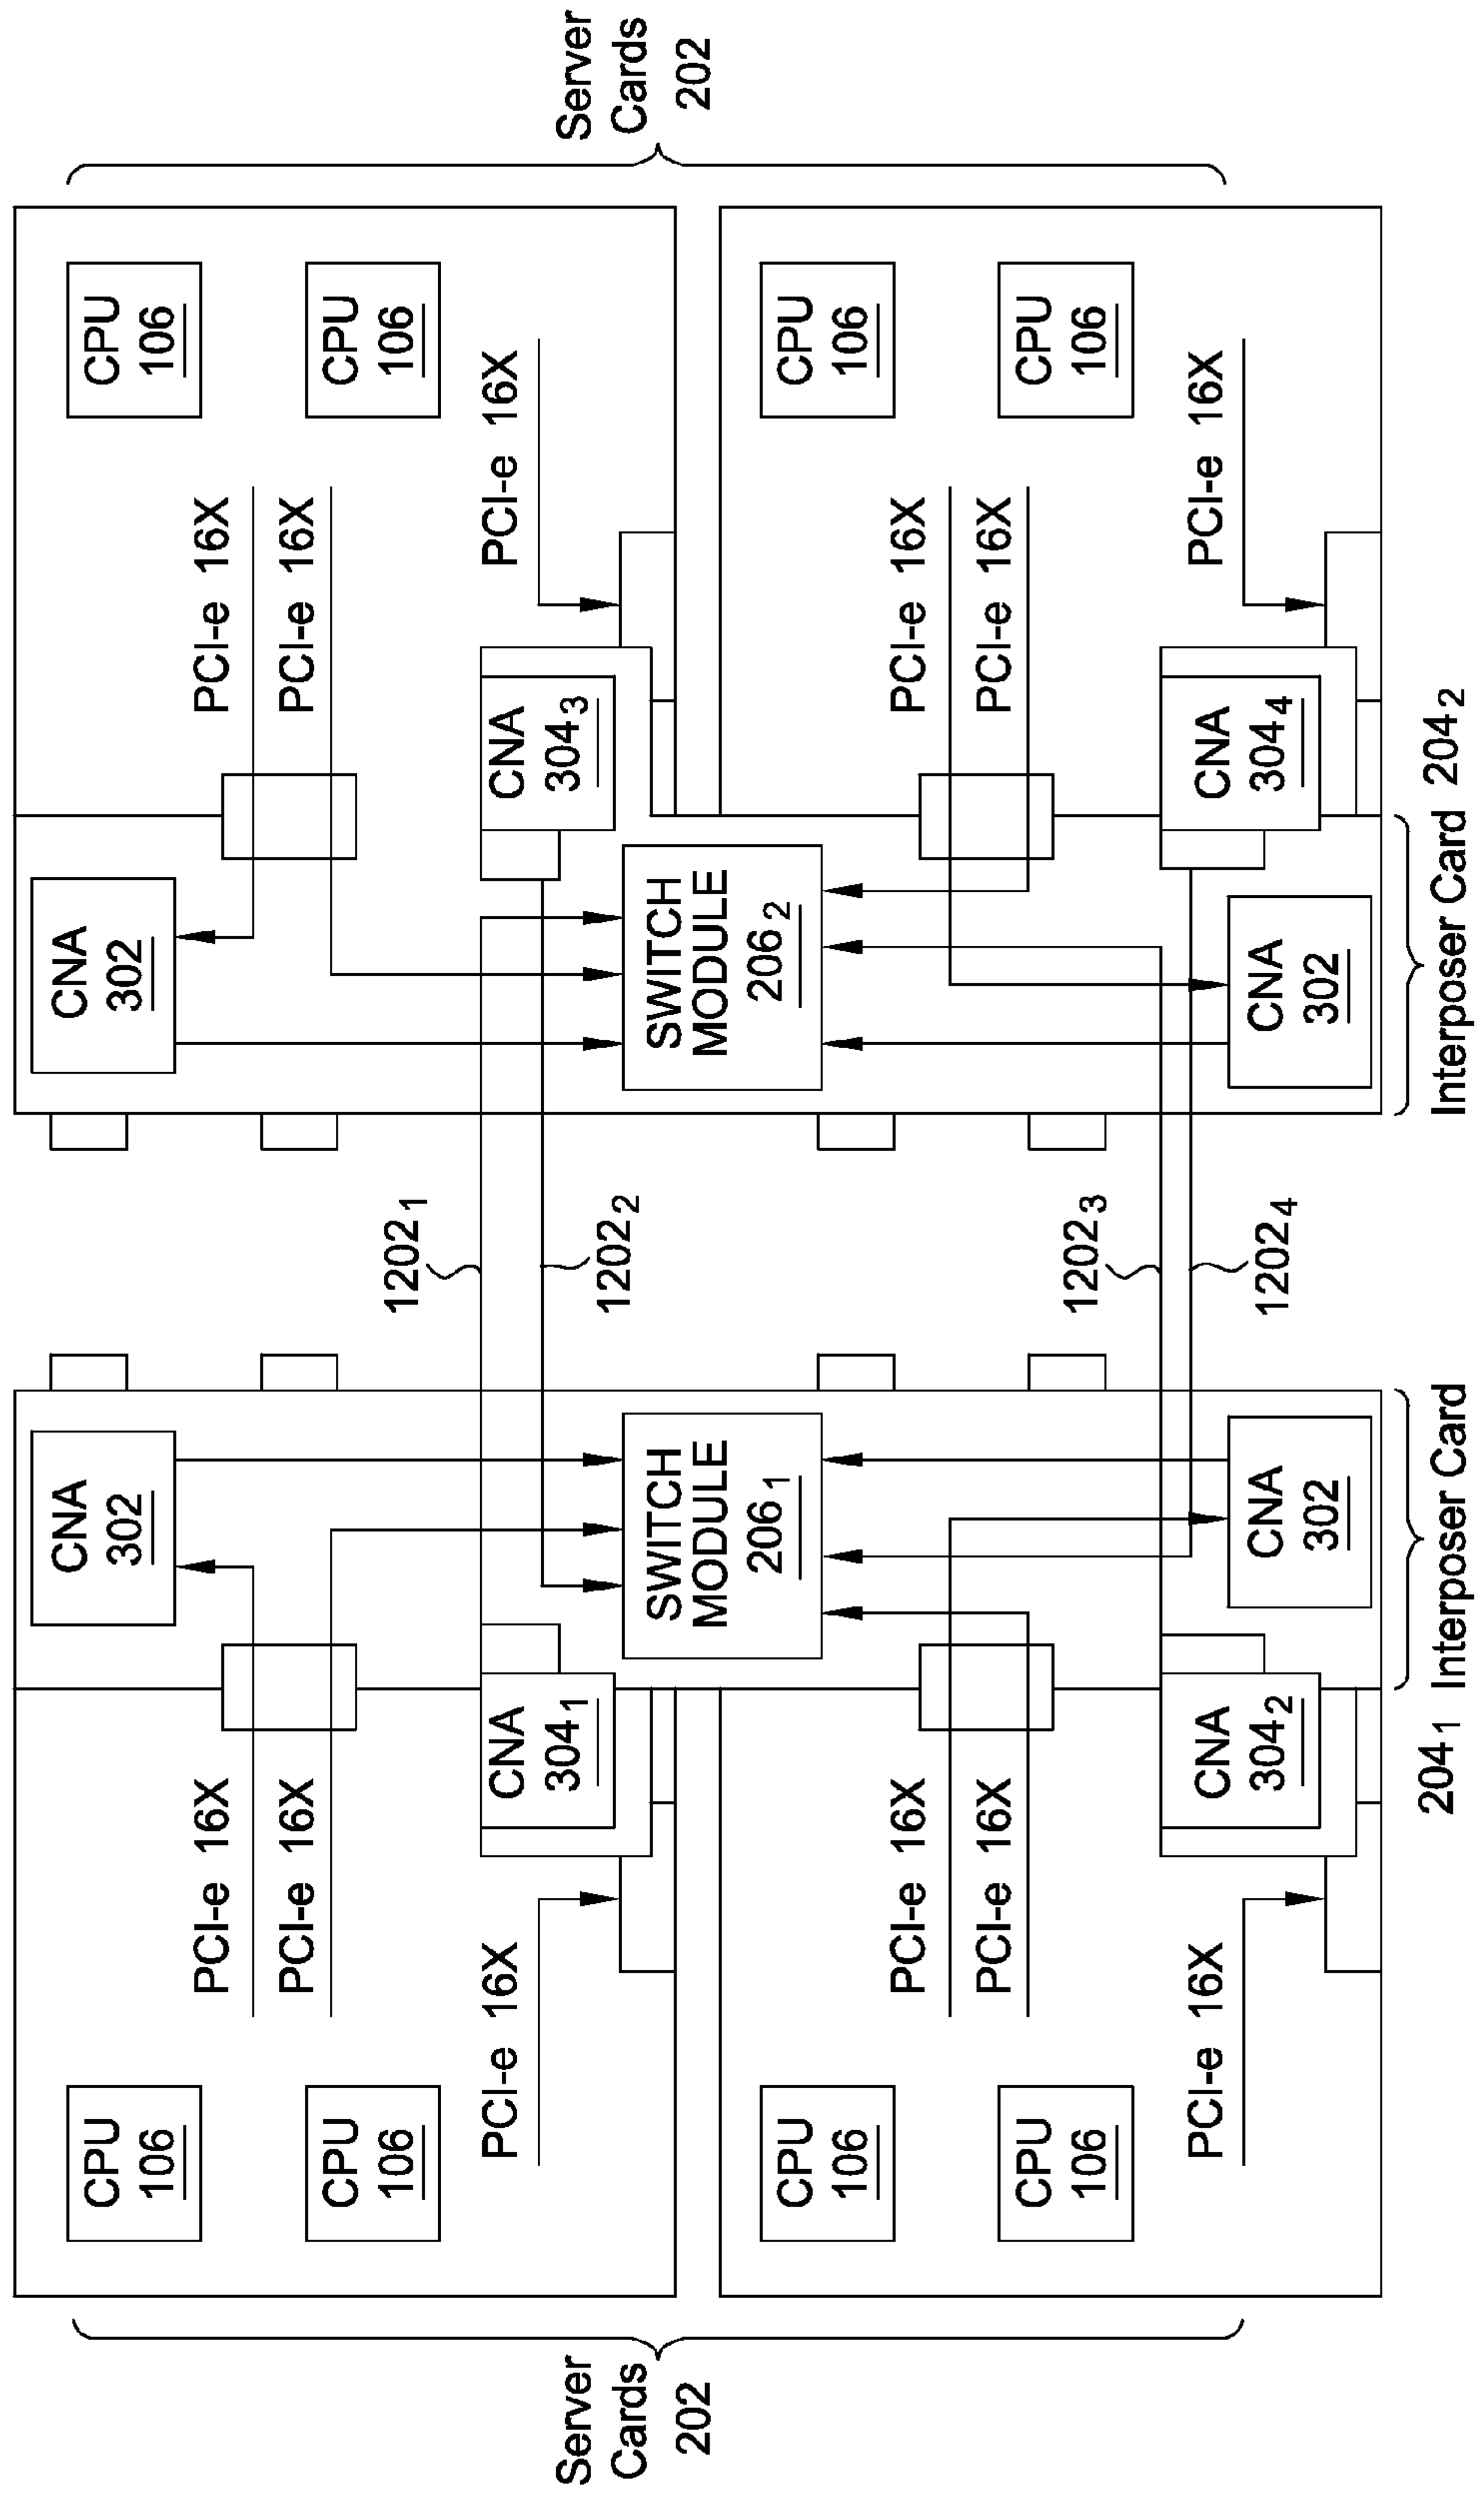 Server
Cards
202
CPU
106
CPU
106
PCI-e 16X
PCI-e 16X
PCI-e 16X
CNA
304₁
CNA
302
SWITCH
MODULE
206₁
CPU
106
CPU
106
PCI-e 16X
PCI-e 16X
PCI-e 16X
CNA
304₂
CNA
302
204₁ Interposer Card
1202₁
1202₂
1202₃
1202₄
CNA
302
PCI-e 16X
PCI-e 16X
CPU
106
CPU
106
PCI-e 16X
CNA
304₃
SWITCH
MODULE
206₂
PCI-e 16X
PCI-e 16X
CPU
106
CPU
106
PCI-e 16X
CNA
304₄
CNA
302
Interposer Card 204₂
Server
Cards
202